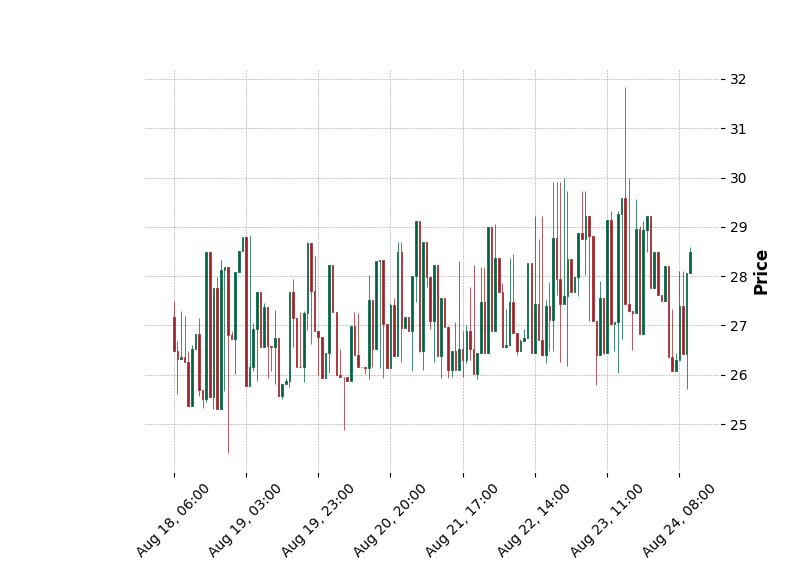 32
31
30
29
28
27
26
25
Price
Aug 18, 06:00
Aug 19, 03:00
Aug 19, 23:00
Aug 20, 20:00
Aug 21, 17:00
Aug 22, 14:00
Aug 23, 11:00
Aug 24, 08:00